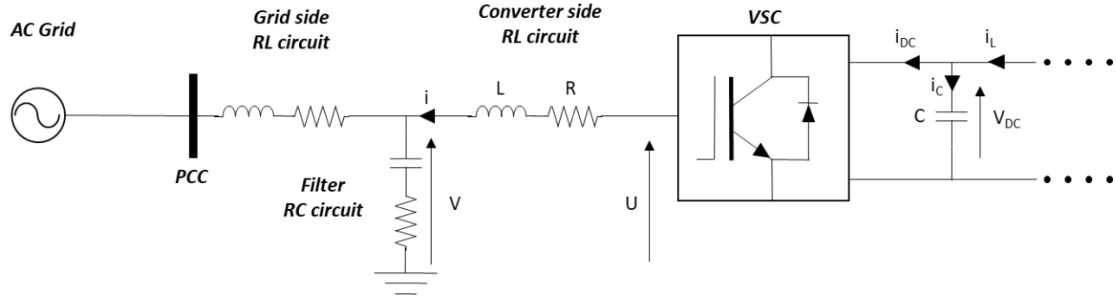 AC Grid
Grid side
RL circuit
Converter side
RL circuit
VSC
i
L
R
i_DC
i_L
i_C
C
V_DC
PCC
Filter
RC circuit
V
U